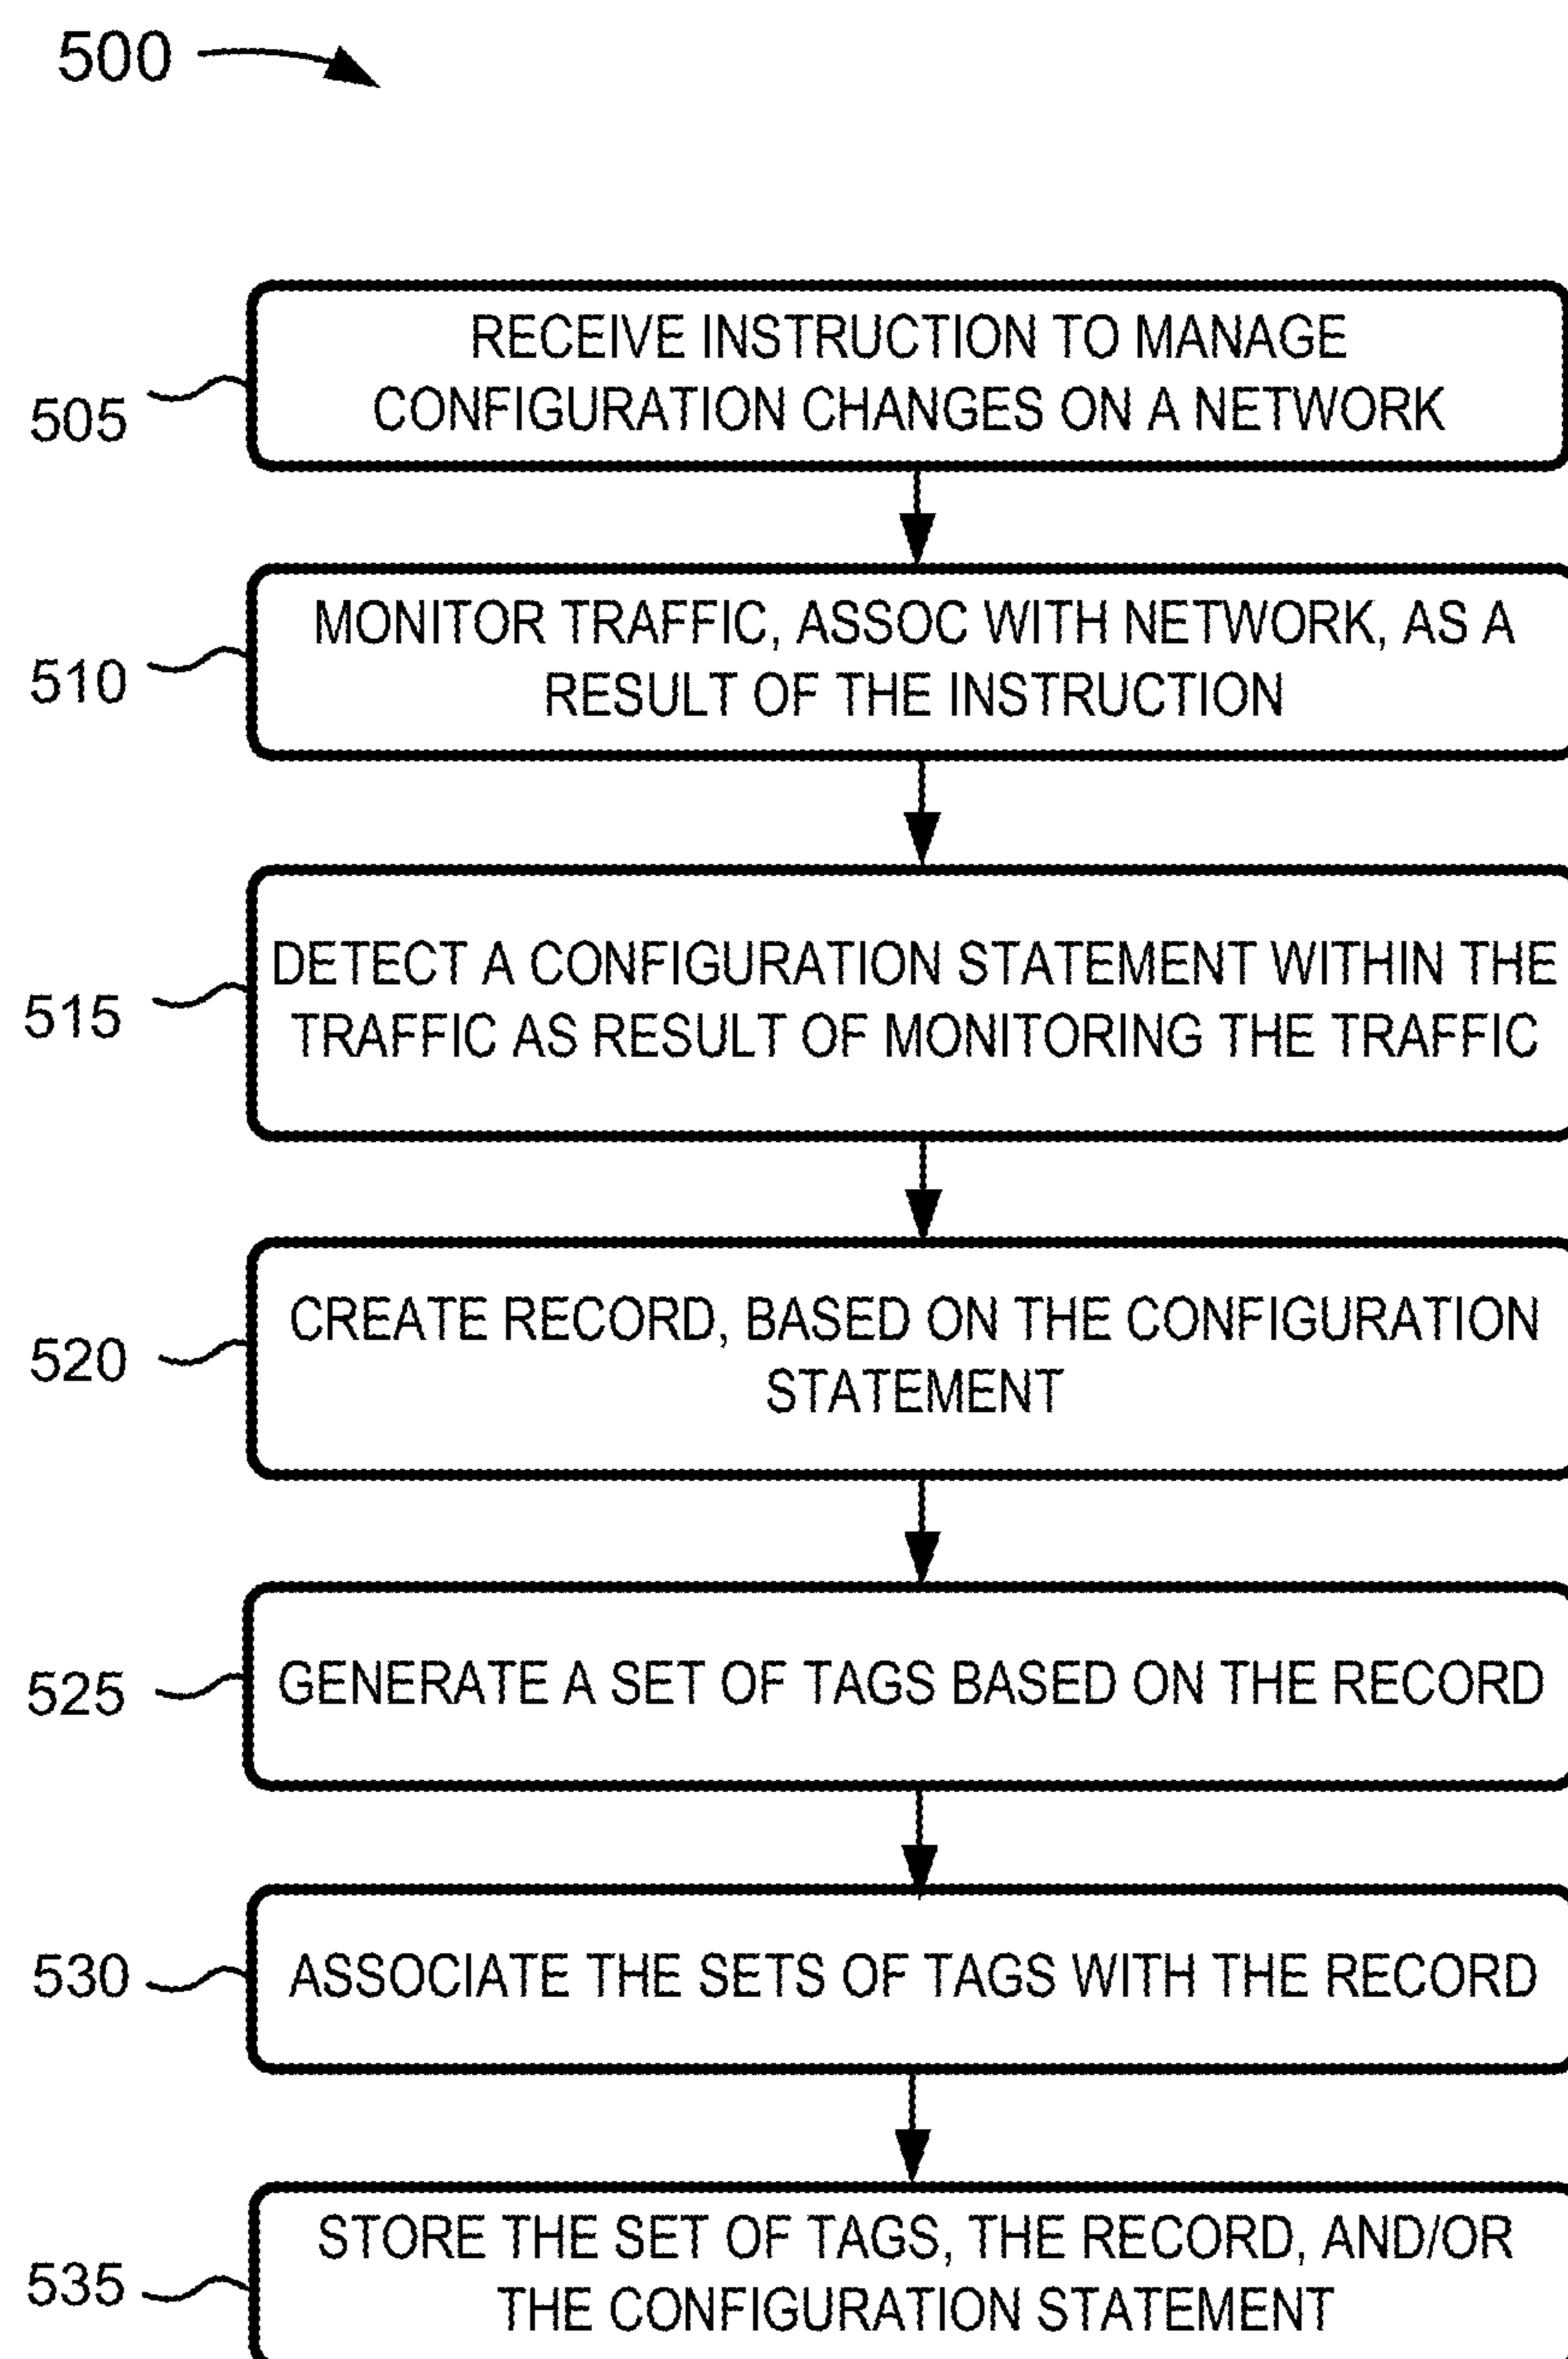 500
505
RECEIVE INSTRUCTION TO MANAGE
CONFIGURATION CHANGES ON A NETWORK
510
MONITOR TRAFFIC, ASSOC WITH NETWORK, AS A
RESULT OF THE INSTRUCTION
515
DETECT A CONFIGURATION STATEMENT WITHIN THE
TRAFFIC AS RESULT OF MONITORING THE TRAFFIC
520
CREATE RECORD, BASED ON THE CONFIGURATION
STATEMENT
525
GENERATE A SET OF TAGS BASED ON THE RECORD
530
ASSOCIATE THE SETS OF TAGS WITH THE RECORD
535
STORE THE SET OF TAGS, THE RECORD, AND/OR
THE CONFIGURATION STATEMENT